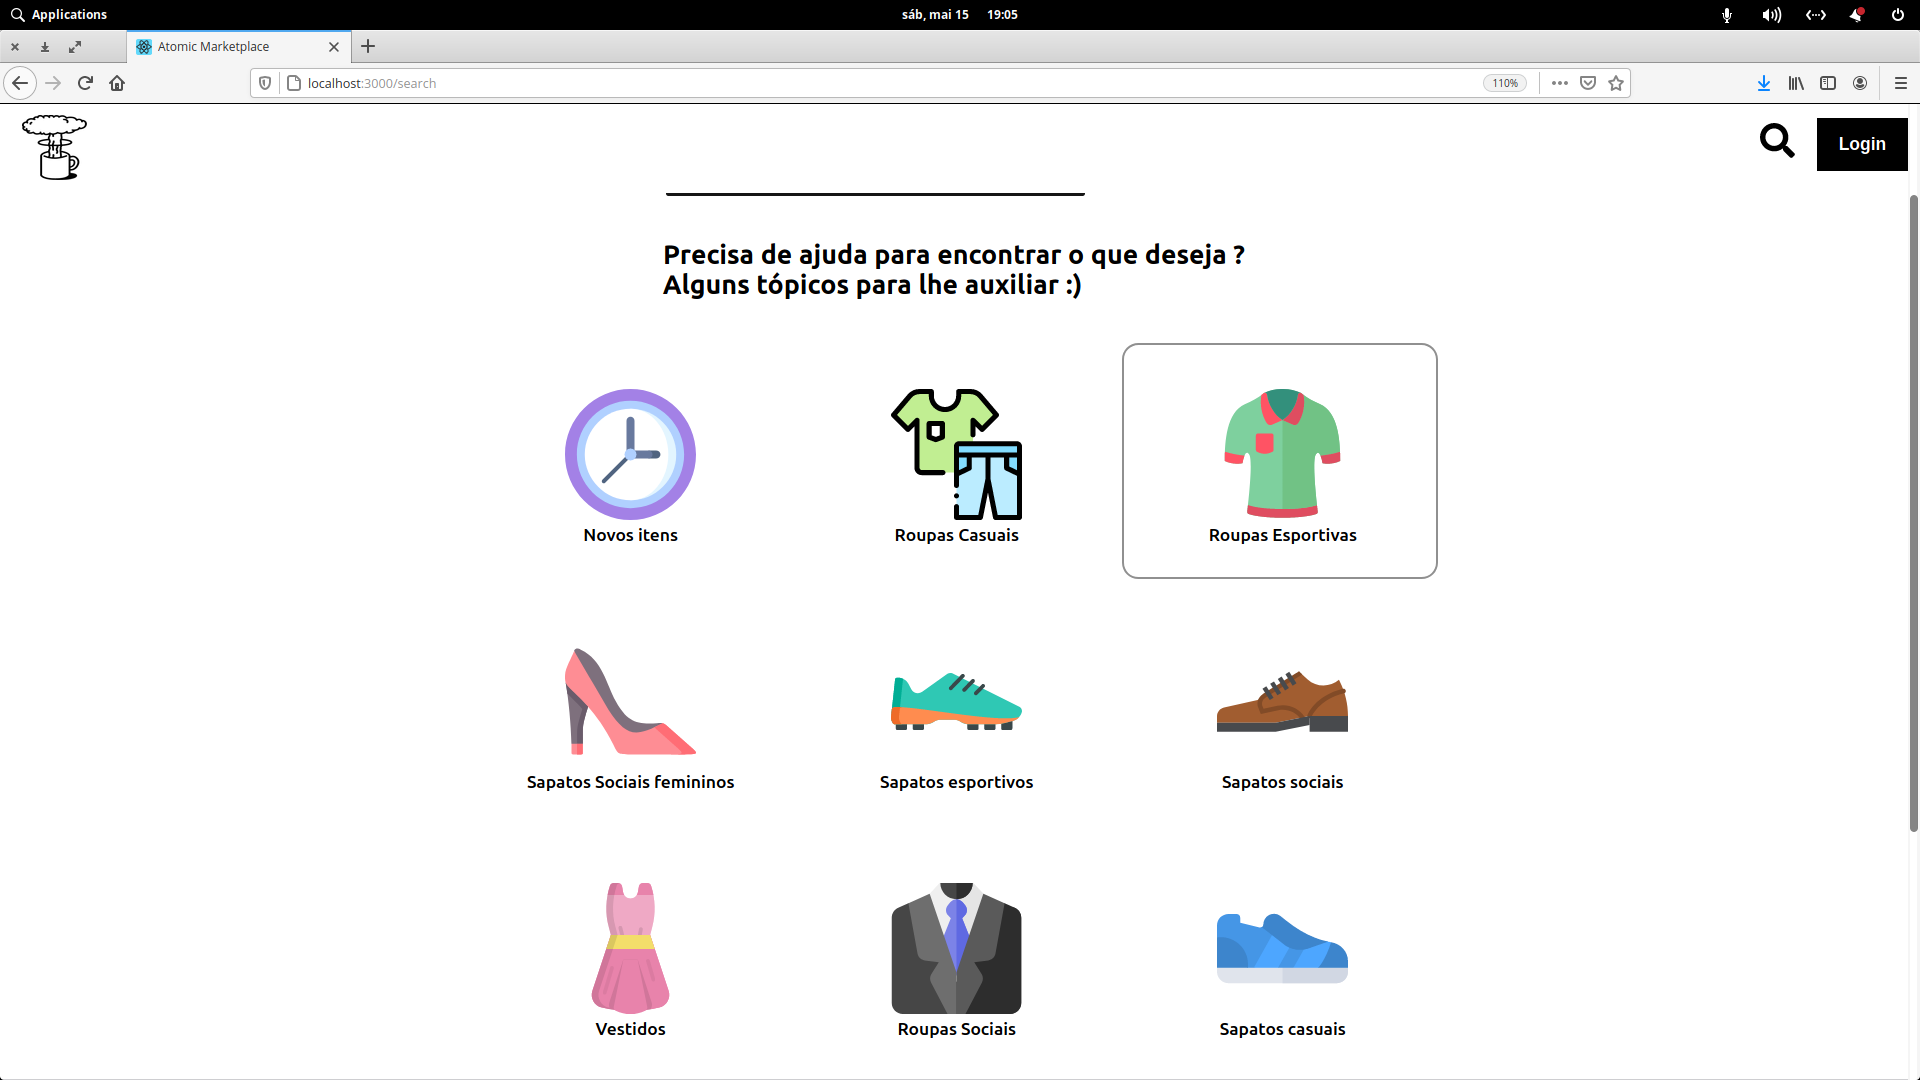 Applications
sáb, mai 15 19:05
Atomic Marketplace
localhost:3000/search
110%
Login
Precisa de ajuda para encontrar o que deseja ?
Alguns tópicos para lhe auxiliar :)
Novos itens
Roupas Casuais
Roupas Esportivas
Sapatos Sociais femininos
Sapatos esportivos
Sapatos sociais
Vestidos
Roupas Sociais
Sapatos casuais